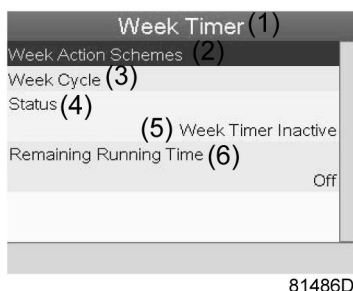 Week Timer (1)
Week Action Schemes (2)
Week Cycle (3)
Status (4)
(5) Week Timer Inactive
Remaining Running Time (6)
Off
81486D